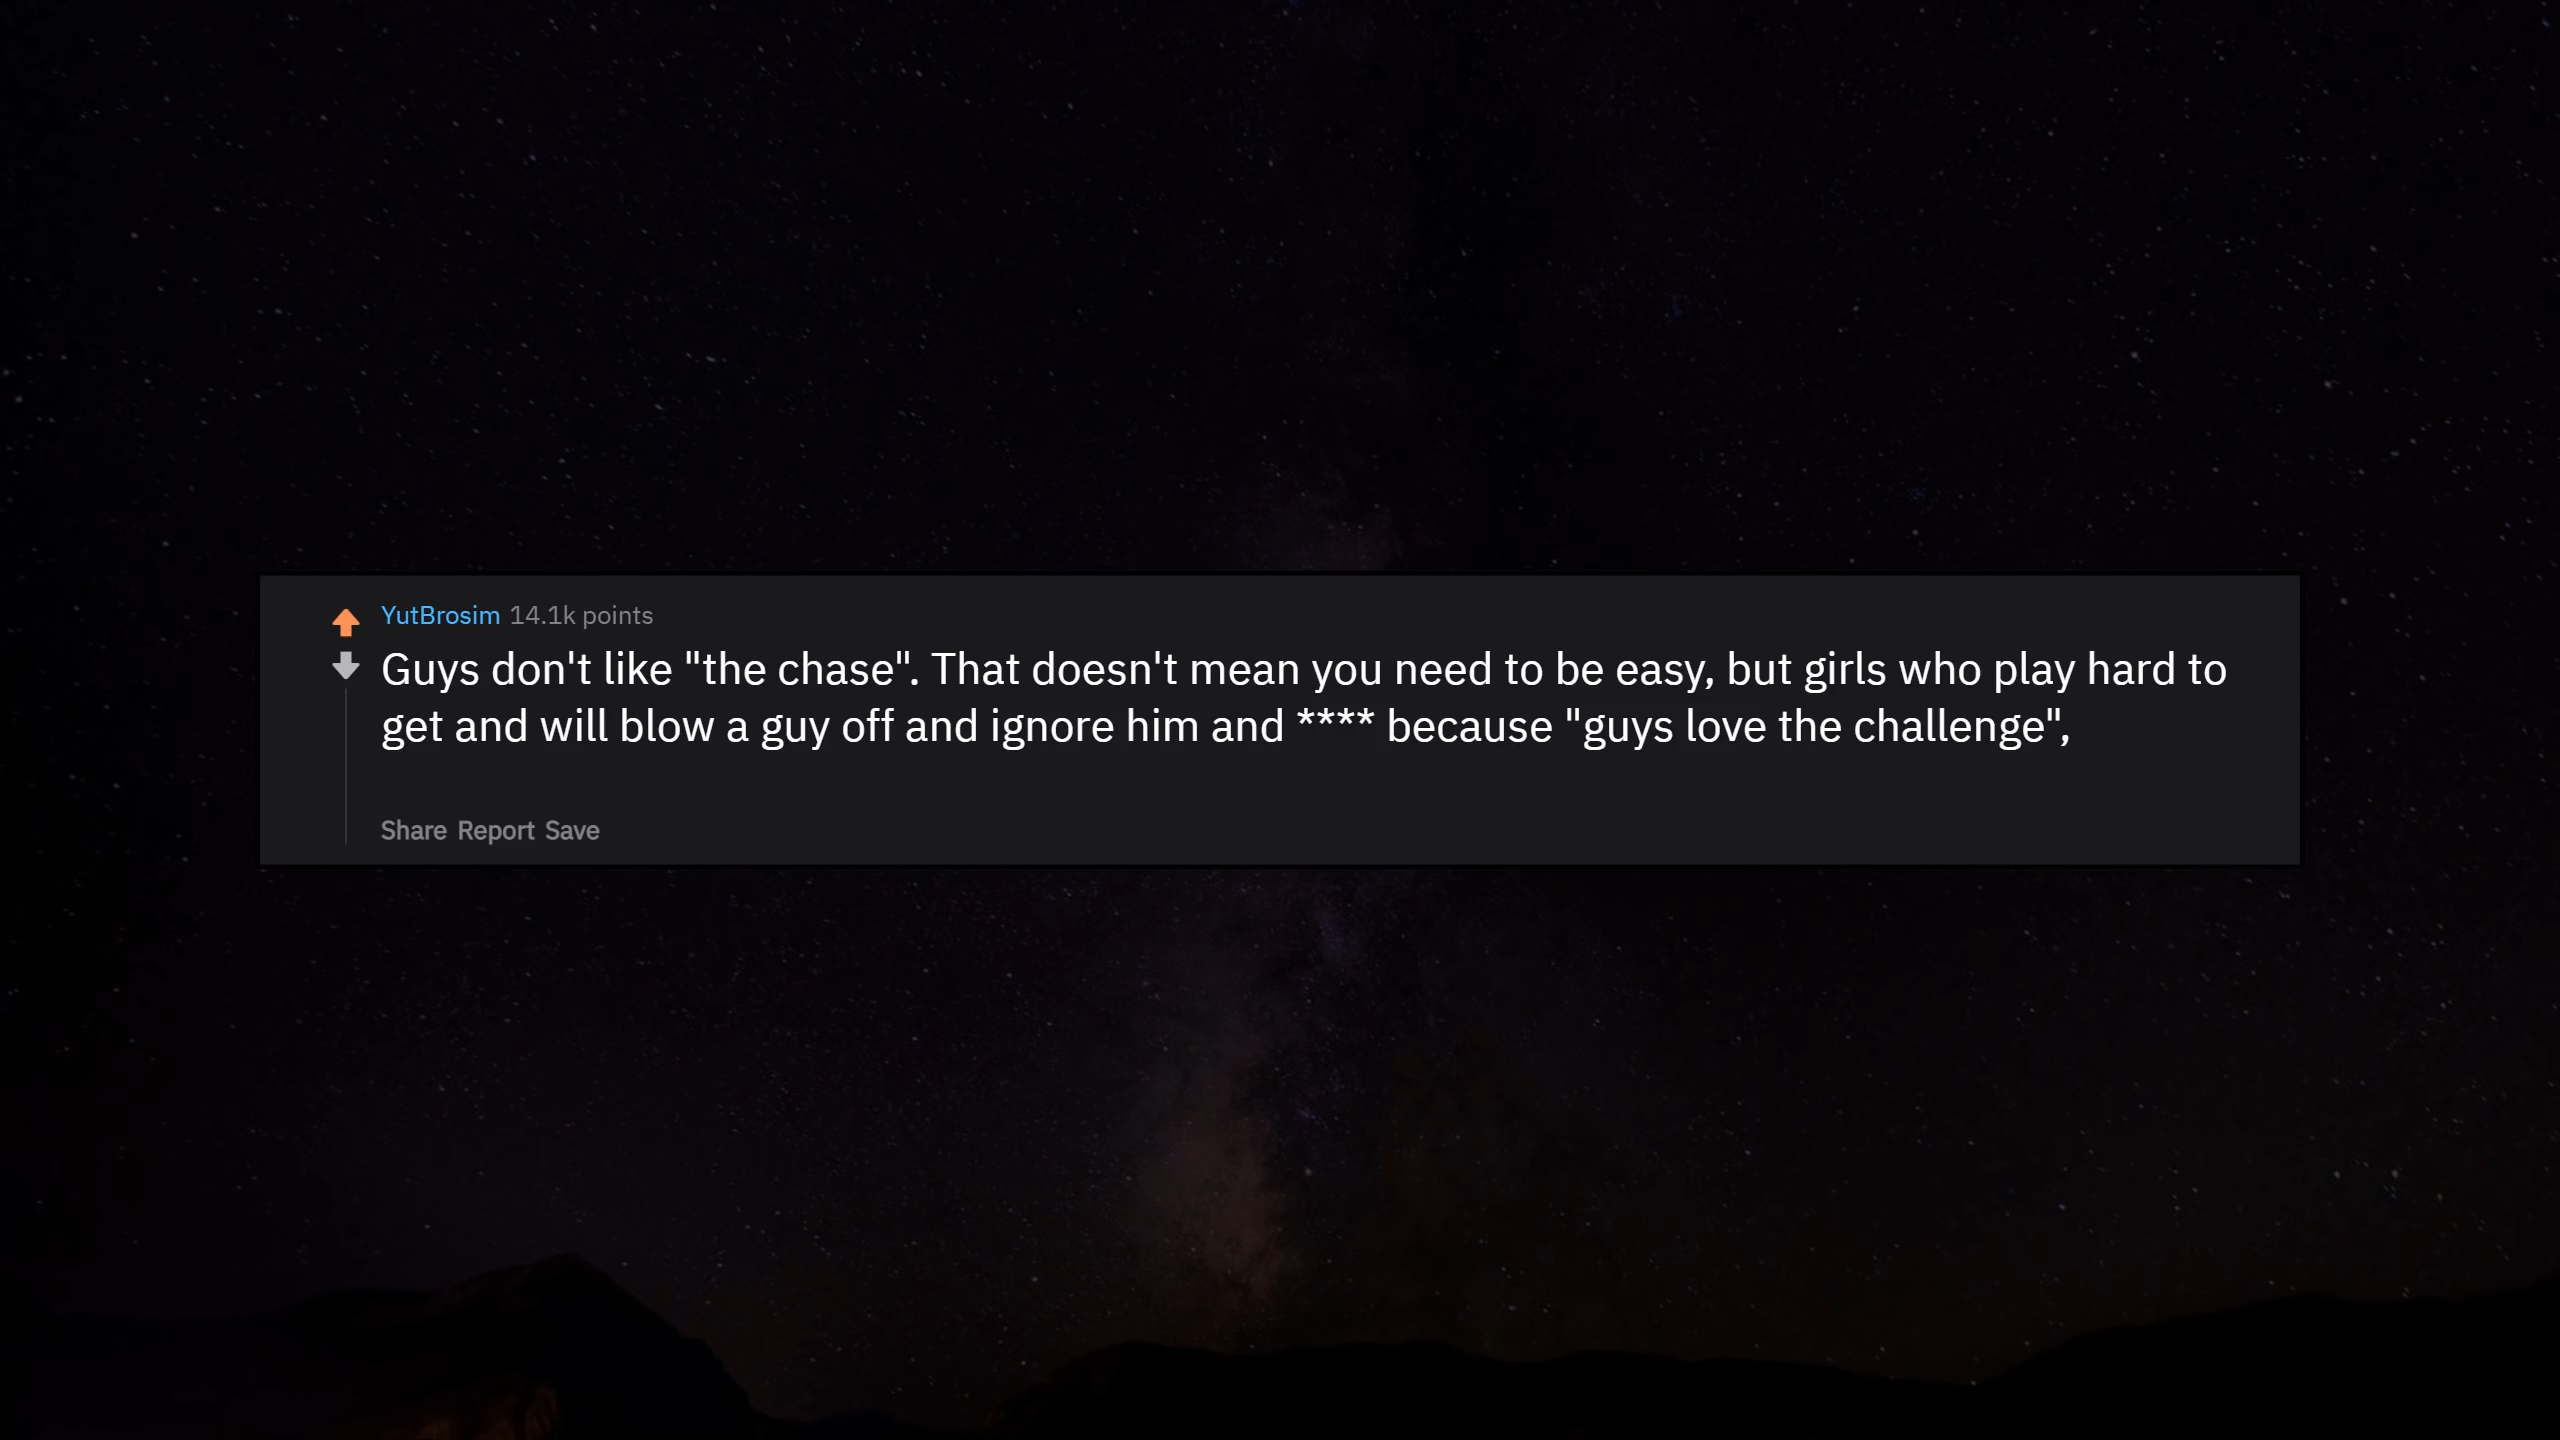 YutBrosim 14.1k points
Guys don't like "the chase". That doesn't mean you need to be easy, but girls who play hard to
get and will blow a guy off and ignore him and **** because "guys love the challenge",
Share Report Save